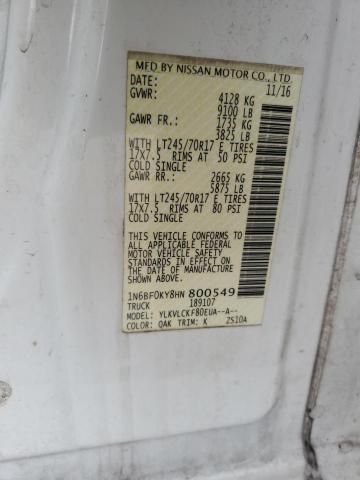 MFD BY NISSAN MOTOR CO., LTD.
DATE: 11/16
GVWR: 4128 KG
9100 LB
GAWR FR.: 1735 KG
3825 LB
WITH LT245/70R17 E TIRES
17X7.5 RIMS AT 50 PSI
COLD SINGLE
GAWR RR.: 2665 KG
5875 LB
WITH LT245/70R17 E TIRES
17X7.5 RIMS AT 80 PSI
COLD SINGLE
THIS VEHICLE CONFORMS TO ALL
APPLICABLE FEDERAL MOTOR
MOTOR VEHICLE SAFETY
STANDARDS IN EFFECT ON THE
DATE OF MANUFACTURE
SHOWN ABOVE.
1N6BF0KY8HN 800549
TRUCK 189107
MODEL: YLKVLCKF80EUA--A--
COLOR: QAK TRIM: K 2S10A